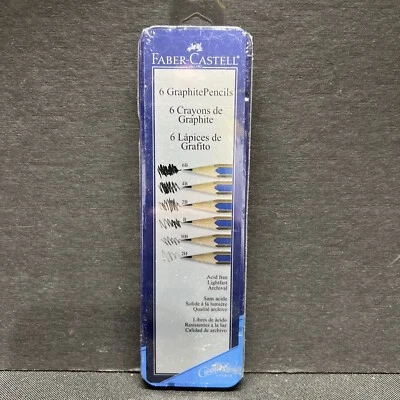 FABER-CASTELL
6 GraphitePencils
6 Crayons de
Graphite
6 Lápices de
Grafito
6B
4B
2B
B
HB
2H
Acid free
Lightfast
Archival
Sans acide
Solide à la lumière
Qualité archive
Libres de ácido
Resistentes a la luz
Calidad de archivo